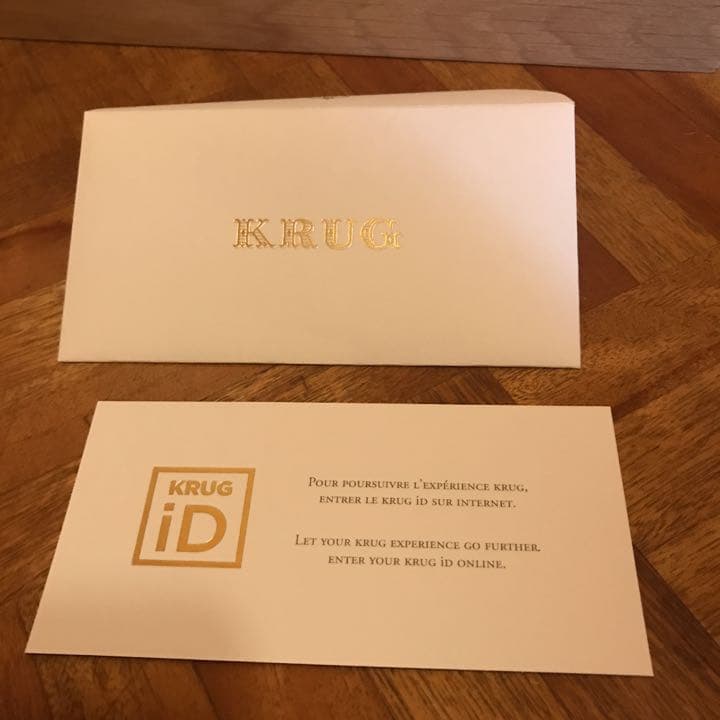 KRUG
KRUG
iD
POUR POURSUIVRE L'EXPÉRIENCE KRUG,
ENTRER LE KRUG iD SUR INTERNET.
LET YOUR KRUG EXPERIENCE GO FURTHER.
ENTER YOUR KRUG iD ONLINE.